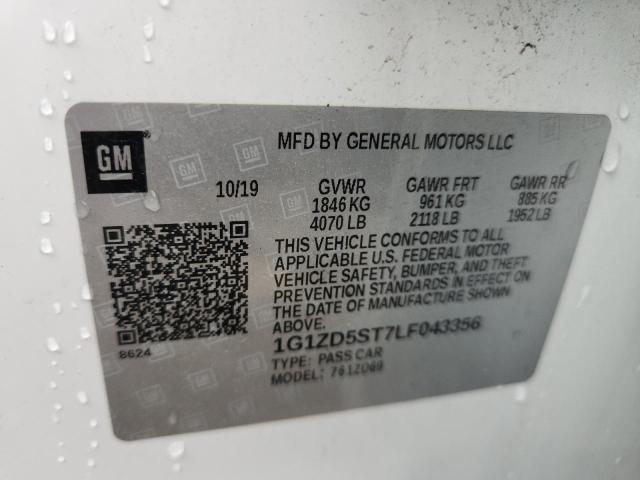 GM
MFD BY GENERAL MOTORS LLC
10/19 GVWR GAWR FRT GAWR RR
1846 KG 961 KG 885 KG
4070 LB 2118 LB 1952 LB
THIS VEHICLE CONFORMS TO ALL
APPLICABLE U.S. FEDERAL MOTOR
VEHICLE SAFETY, BUMPER, AND THEFT
PREVENTION STANDARDS IN EFFECT ON
THE DATE OF MANUFACTURE SHOWN
ABOVE.
1G1ZD5ST7LF043356
8624
TYPE: PASS CAR
MODEL: